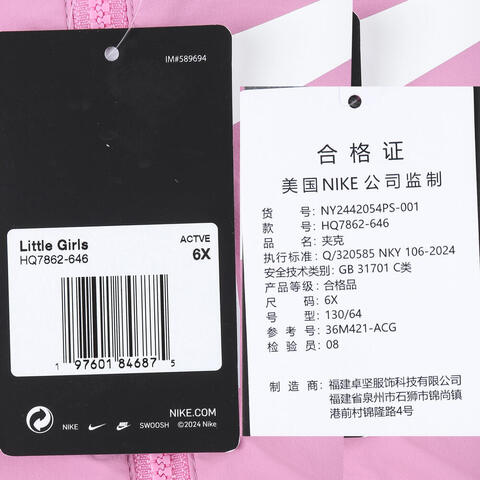 IM#589694
Little Girls
HQ7862-646
ACTVE
6X
1 97601 84687 5
NIKE.COM
NIKE SWOOSH ©2024 Nike
合格证
美国NIKE公司监制
货号：NY2442054PS-001
款号：HQ7862-646
品名：夹克
执行标准：Q/320585 NKY 106-2024
安全技术类别：GB 31701 C类
产品等级：合格品
尺码：6X
号型：130/64
参考号：36M421-ACG
检验员：08
制造商：福建卓坚服饰科技有限公司
福建省泉州市石狮市锦尚镇
港前村锦隆路4号